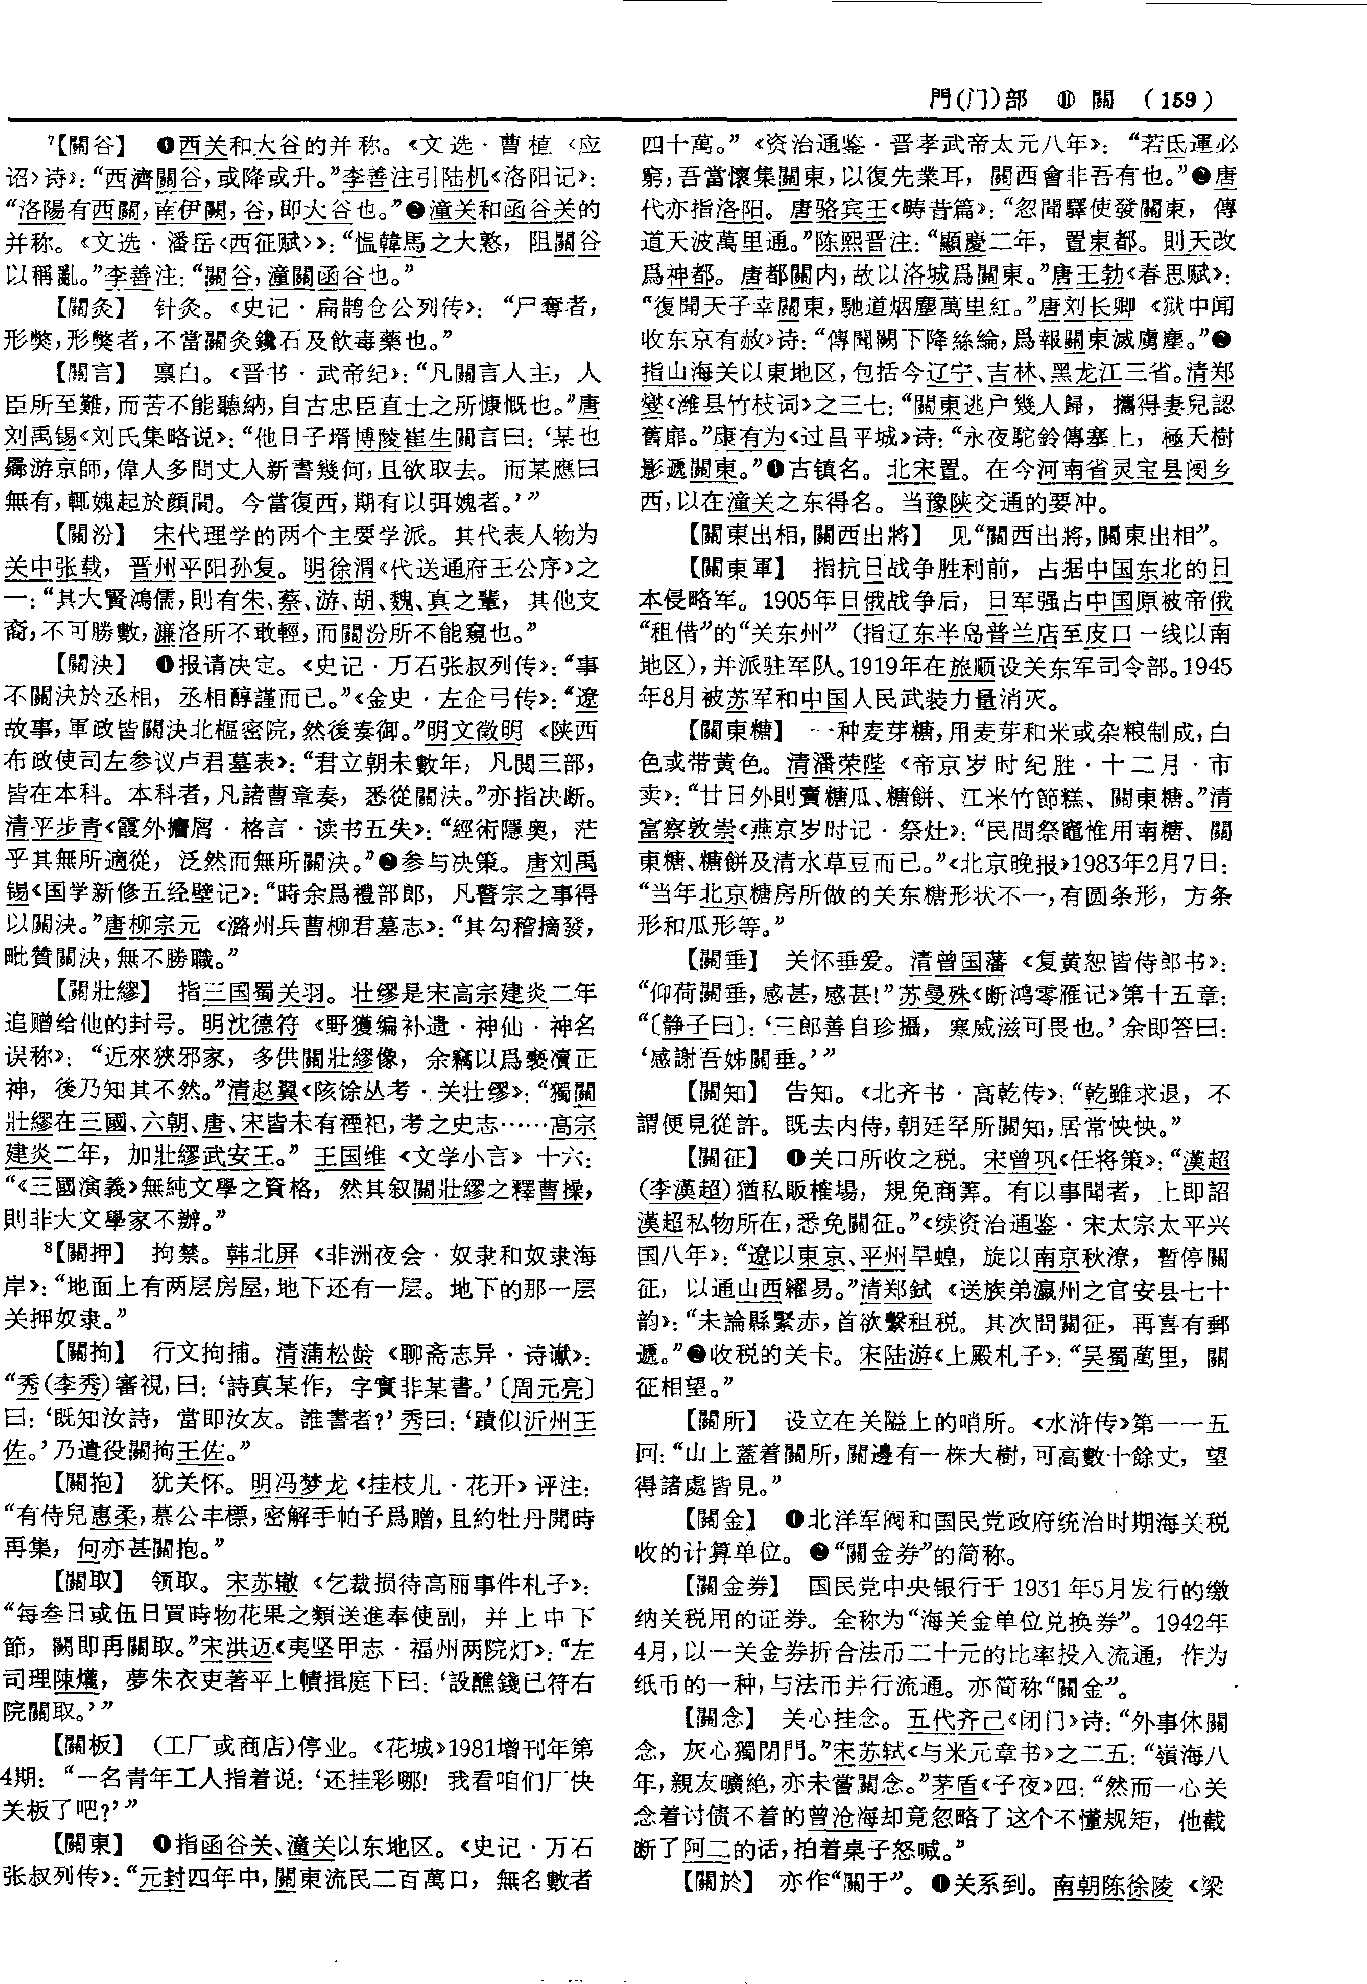 門(门)部 ⑪ 關 (159)
⁷【關谷】 ❶西关和大谷的并称。《文选·曹植〈应
诏〉诗》：“西濟關谷，或降或升。”李善注引陆机《洛阳记》：
“洛陽有西關，南伊闕，谷，即大谷也。”❷潼关和函谷关的
并称。《文选·潘岳〈西征赋〉》：“愠韓馬之大憝，阻關谷
以稱亂。”李善注：“關谷，潼關函谷也。”
【關灸】 针灸。《史记·扁鹊仓公列传》：“尸奪者，
形獘，形獘者，不當關灸鑱石及飲毒藥也。”
【關言】 禀白。《晋书·武帝纪》：“凡關言人主，人
臣所至難，而苦不能聽納，自古忠臣直士之所慷慨也。”唐
刘禹锡《刘氏集略说》：“他日子壻博陵崔生關言曰：‘某也
曏游京師，偉人多問丈人新書幾何，且欲取去。而某應曰
無有，輒媿起於顔間。今當復西，期有以弭媿者。’”
【關汾】 宋代理学的两个主要学派。其代表人物为
关中张载，晋州平阳孙复。明徐渭《代送通府王公序》之
一：“其大賢鴻儒，則有朱、蔡、游、胡、魏、真之輩，其他支
裔，不可勝數，濂洛所不敢輕，而關汾所不能窺也。”
【關決】 ❶报请决定。《史记·万石张叔列传》：“事
不關決於丞相，丞相醇謹而已。”《金史·左企弓传》：“遼
故事，軍政皆關決北樞密院，然後奏御。”明文徵明《陕西
布政使司左参议卢君墓表》：“君立朝未數年，凡閲三部，
皆在本科。本科者，凡諸曹章奏，悉從關決。”亦指决断。
清平步青《霞外攟屑·格言·读书五失》：“經術隱奥，茫
乎其無所適從，泛然而無所關決。”❷参与决策。唐刘禹
锡《国学新修五经壁记》：“時余爲禮部郎，凡瞽宗之事得
以關決。”唐柳宗元《潞州兵曹柳君墓志》：“其勾稽摘發，
毗贊關決，無不勝職。”
【關壯繆】 指三国蜀关羽。壮缪是宋高宗建炎二年
追赠给他的封号。明沈德符《野獲编补遗·神仙·神名
误称》：“近來狹邪家，多供關壯繆像，余竊以爲褻瀆正
神，後乃知其不然。”清赵翼《陔馀丛考·关壮缪》：“獨關
壯繆在三國、六朝、唐、宋皆未有禋祀，考之史志……高宗
建炎二年，加壯繆武安王。”王国维《文学小言》十六：
“《三國演義》無純文學之資格，然其叙關壯繆之釋曹操，
則非大文學家不辦。”
⁸【關押】 拘禁。韩北屏《非洲夜会·奴隶和奴隶海
岸》：“地面上有两层房屋，地下还有一层。地下的那一层
关押奴隶。”
【關拘】 行文拘捕。清蒲松龄《聊斋志异·诗谳》：
“秀(李秀)審視，曰：‘詩真某作，字實非某書。’〔周元亮〕
曰：‘既知汝詩，當即汝友。誰書者？’秀曰：‘蹟似沂州王
佐。’乃遣役關拘王佐。”
【關抱】 犹关怀。明冯梦龙《挂枝儿·花开》评注：
“有侍兒惠柔，慕公丰標，密解手帕子爲贈，且約牡丹開時
再集，何亦甚關抱。”
【關取】 领取。宋苏辙《乞裁损待高丽事件札子》：
“每叁日或伍日買時物花果之類送進奉使副，并上中下
節，闕即再關取。”宋洪迈《夷坚甲志·福州两院灯》：“左
司理陳爟，夢朱衣吏著平上幘揖庭下曰：‘設醮錢已符右
院關取。’”
【關板】 (工厂或商店)停业。《花城》1981增刊年第
4期：“一名青年工人指着说：‘还挂彩哪！我看咱们厂快
关板了吧？’”
【關東】 ❶指函谷关、潼关以东地区。《史记·万石
张叔列传》：“元封四年中，關東流民二百萬口，無名數者
四十萬。”《资治通鉴·晋孝武帝太元八年》：“若氐運必
窮，吾當懷集關東，以復先業耳，關西會非吾有也。”❷唐
代亦指洛阳。唐骆宾王《畴昔篇》：“忽聞驛使發關東，傳
道天波萬里通。”陈熙晋注：“顯慶二年，置東都。則天改
爲神都。唐都關内，故以洛城爲關東。”唐王勃《春思赋》：
“復聞天子幸關東，馳道烟塵萬里紅。”唐刘长卿《狱中闻
收东京有赦》诗：“傳聞闕下降絲綸，爲報關東滅虜塵。”❸
指山海关以東地区，包括今辽宁、吉林、黑龙江三省。清郑
燮《潍县竹枝词》之三七：“關東逃户幾人歸，攜得妻兒認
舊扉。”康有为《过昌平城》诗：“永夜駝鈴傳塞上，極天樹
影遞關東。”❹古镇名。北宋置。在今河南省灵宝县阌乡
西，以在潼关之东得名。当豫陕交通的要冲。
【關東出相，關西出將】 见“關西出將，關東出相”。
【關東軍】 指抗日战争胜利前，占据中国东北的日
本侵略军。1905年日俄战争后，日军强占中国原被帝俄
“租借”的“关东州”（指辽东半岛普兰店至皮口一线以南
地区），并派驻军队。1919年在旅顺设关东军司令部。1945
年8月被苏军和中国人民武装力量消灭。
【關東糖】 一种麦芽糖，用麦芽和米或杂粮制成，白
色或带黄色。清潘荣陛《帝京岁时纪胜·十二月·市
卖》：“廿日外則賣糖瓜、糖餅、江米竹節糕、關東糖。”清
富察敦崇《燕京岁时记·祭灶》：“民間祭竈惟用南糖、關
東糖、糖餅及清水草豆而已。”《北京晚报》1983年2月7日：
“当年北京糖房所做的关东糖形状不一，有圆条形，方条
形和瓜形等。”
【關垂】 关怀垂爱。清曾国藩《复黄恕皆侍郎书》：
“仰荷關垂，感甚，感甚！”苏曼殊《断鸿零雁记》第十五章：
“〔静子曰〕：‘三郎善自珍攝，寒威滋可畏也。’余即答曰：
‘感謝吾姊關垂。’”
【關知】 告知。《北齐书·高乾传》：“乾雖求退，不
謂便見從許。既去内侍，朝廷罕所關知，居常怏怏。”
【關征】 ❶关口所收之税。宋曾巩《任将策》：“漢超
(李漢超)猶私販榷場，規免商筭。有以事聞者，上即詔
漢超私物所在，悉免關征。”《续资治通鉴·宋太宗太平兴
国八年》：“遼以東京、平州旱蝗，旋以南京秋潦，暫停關
征，以通山西糴易。”清郑鉽《送族弟瀛州之官安县七十
韵》：“未論縣緊赤，首欲繫租税。其次問關征，再喜有郵
遞。”❷收税的关卡。宋陆游《上殿札子》：“吴蜀萬里，關
征相望。”
【關所】 设立在关隘上的哨所。《水浒传》第一一五
回：“山上蓋着關所，關邊有一株大樹，可高數十餘丈，望
得諸處皆見。”
【關金】 ❶北洋军阀和国民党政府统治时期海关税
收的计算单位。❷“關金券”的简称。
【關金券】 国民党中央银行于1931年5月发行的缴
纳关税用的证券。全称为“海关金单位兑换券”。1942年
4月，以一关金券折合法币二十元的比率投入流通，作为
纸币的一种，与法币并行流通。亦简称“關金”。
【關念】 关心挂念。五代齐己《闭门》诗：“外事休關
念，灰心獨閉門。”宋苏轼《与米元章书》之二五：“嶺海八
年，親友曠絶，亦未嘗關念。”茅盾《子夜》四：“然而一心关
念着讨债不着的曾沧海却竟忽略了这个不懂规矩，他截
断了阿二的话，拍着桌子怒喊。”
【關於】 亦作“關于”。❶关系到。南朝陈徐陵《梁